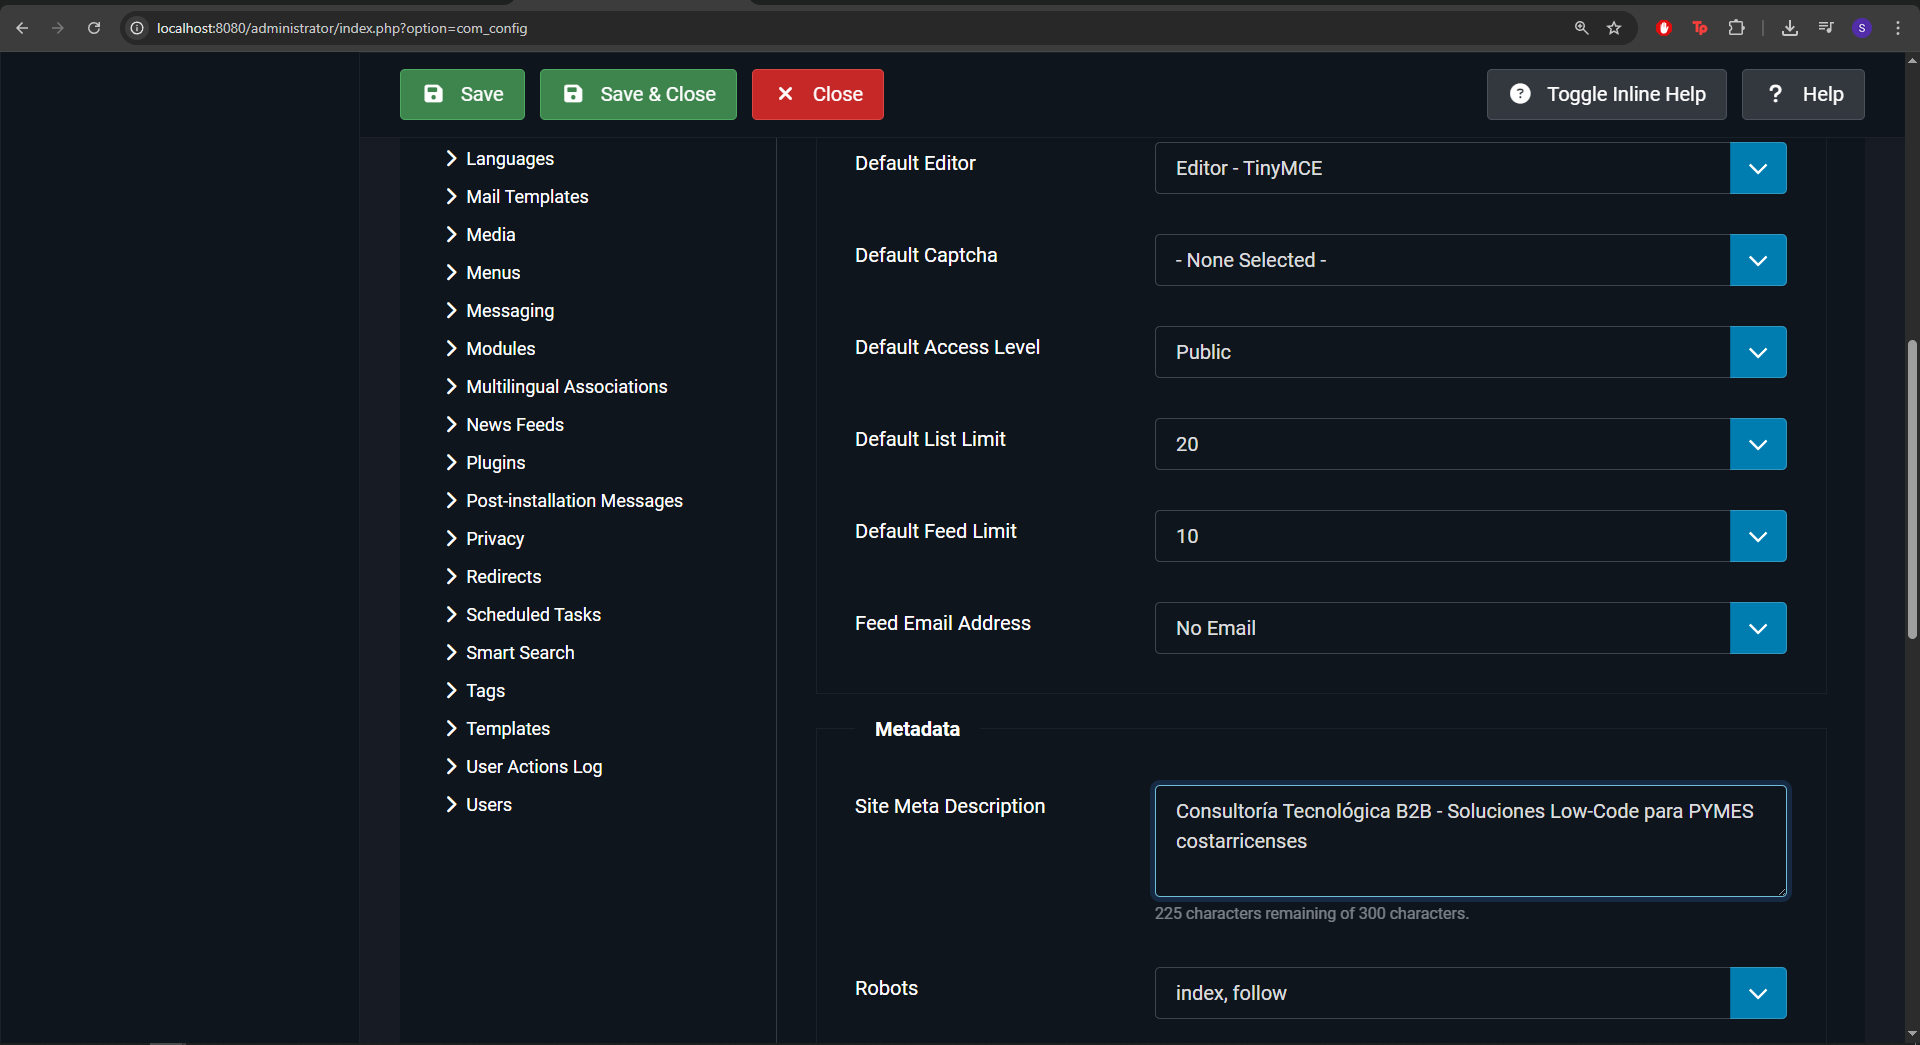 localhost:8080/administrator/index.php?option=com_config
Tp
S
Save
Save & Close
Close
Toggle Inline Help
Help
Languages
Mail Templates
Media
Menus
Messaging
Modules
Multilingual Associations
News Feeds
Plugins
Post-installation Messages
Privacy
Redirects
Scheduled Tasks
Smart Search
Tags
Templates
User Actions Log
Users
Default Editor
Editor - TinyMCE
Default Captcha
- None Selected -
Default Access Level
Public
Default List Limit
20
Default Feed Limit
10
Feed Email Address
No Email
Metadata
Site Meta Description
Consultoría Tecnológica B2B - Soluciones Low-Code para PYMES
costarricenses
225 characters remaining of 300 characters.
Robots
index, follow